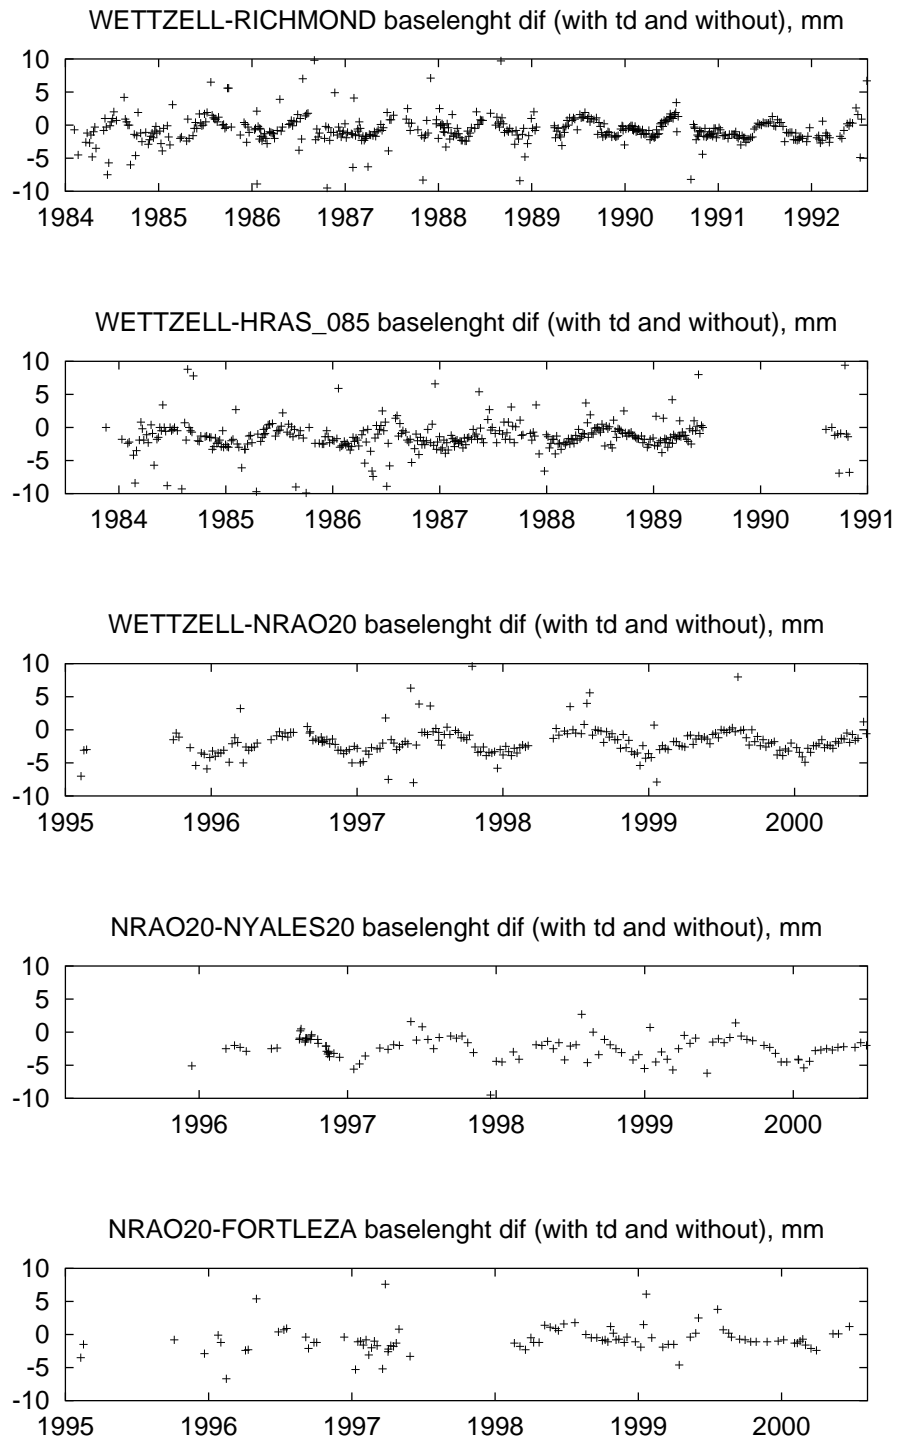 WETTZELL-RICHMOND baselenght dif (with td and without), mm
10
5
0
-5
-10
1984 1985 1986 1987 1988 1989 1990 1991 1992
WETTZELL-HRAS_085 baselenght dif (with td and without), mm
10
5
0
-5
-10
1984 1985 1986 1987 1988 1989 1990 1991
WETTZELL-NRAO20 baselenght dif (with td and without), mm
10
5
0
-5
-10
1995 1996 1997 1998 1999 2000
NRAO20-NYALES20 baselenght dif (with td and without), mm
10
5
0
-5
-10
1996 1997 1998 1999 2000
NRAO20-FORTLEZA baselenght dif (with td and without), mm
10
5
0
-5
-10
1995 1996 1997 1998 1999 2000